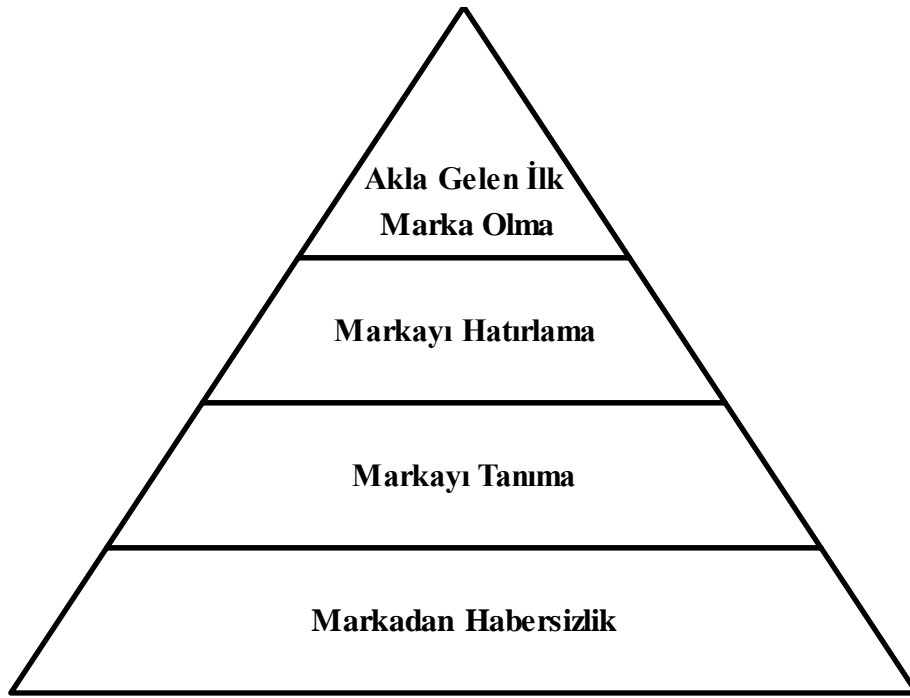 Akla Gelen İlk
Marka Olma
Markayı Hatırlama
Markayı Tanıma
Markadan Habersizlik